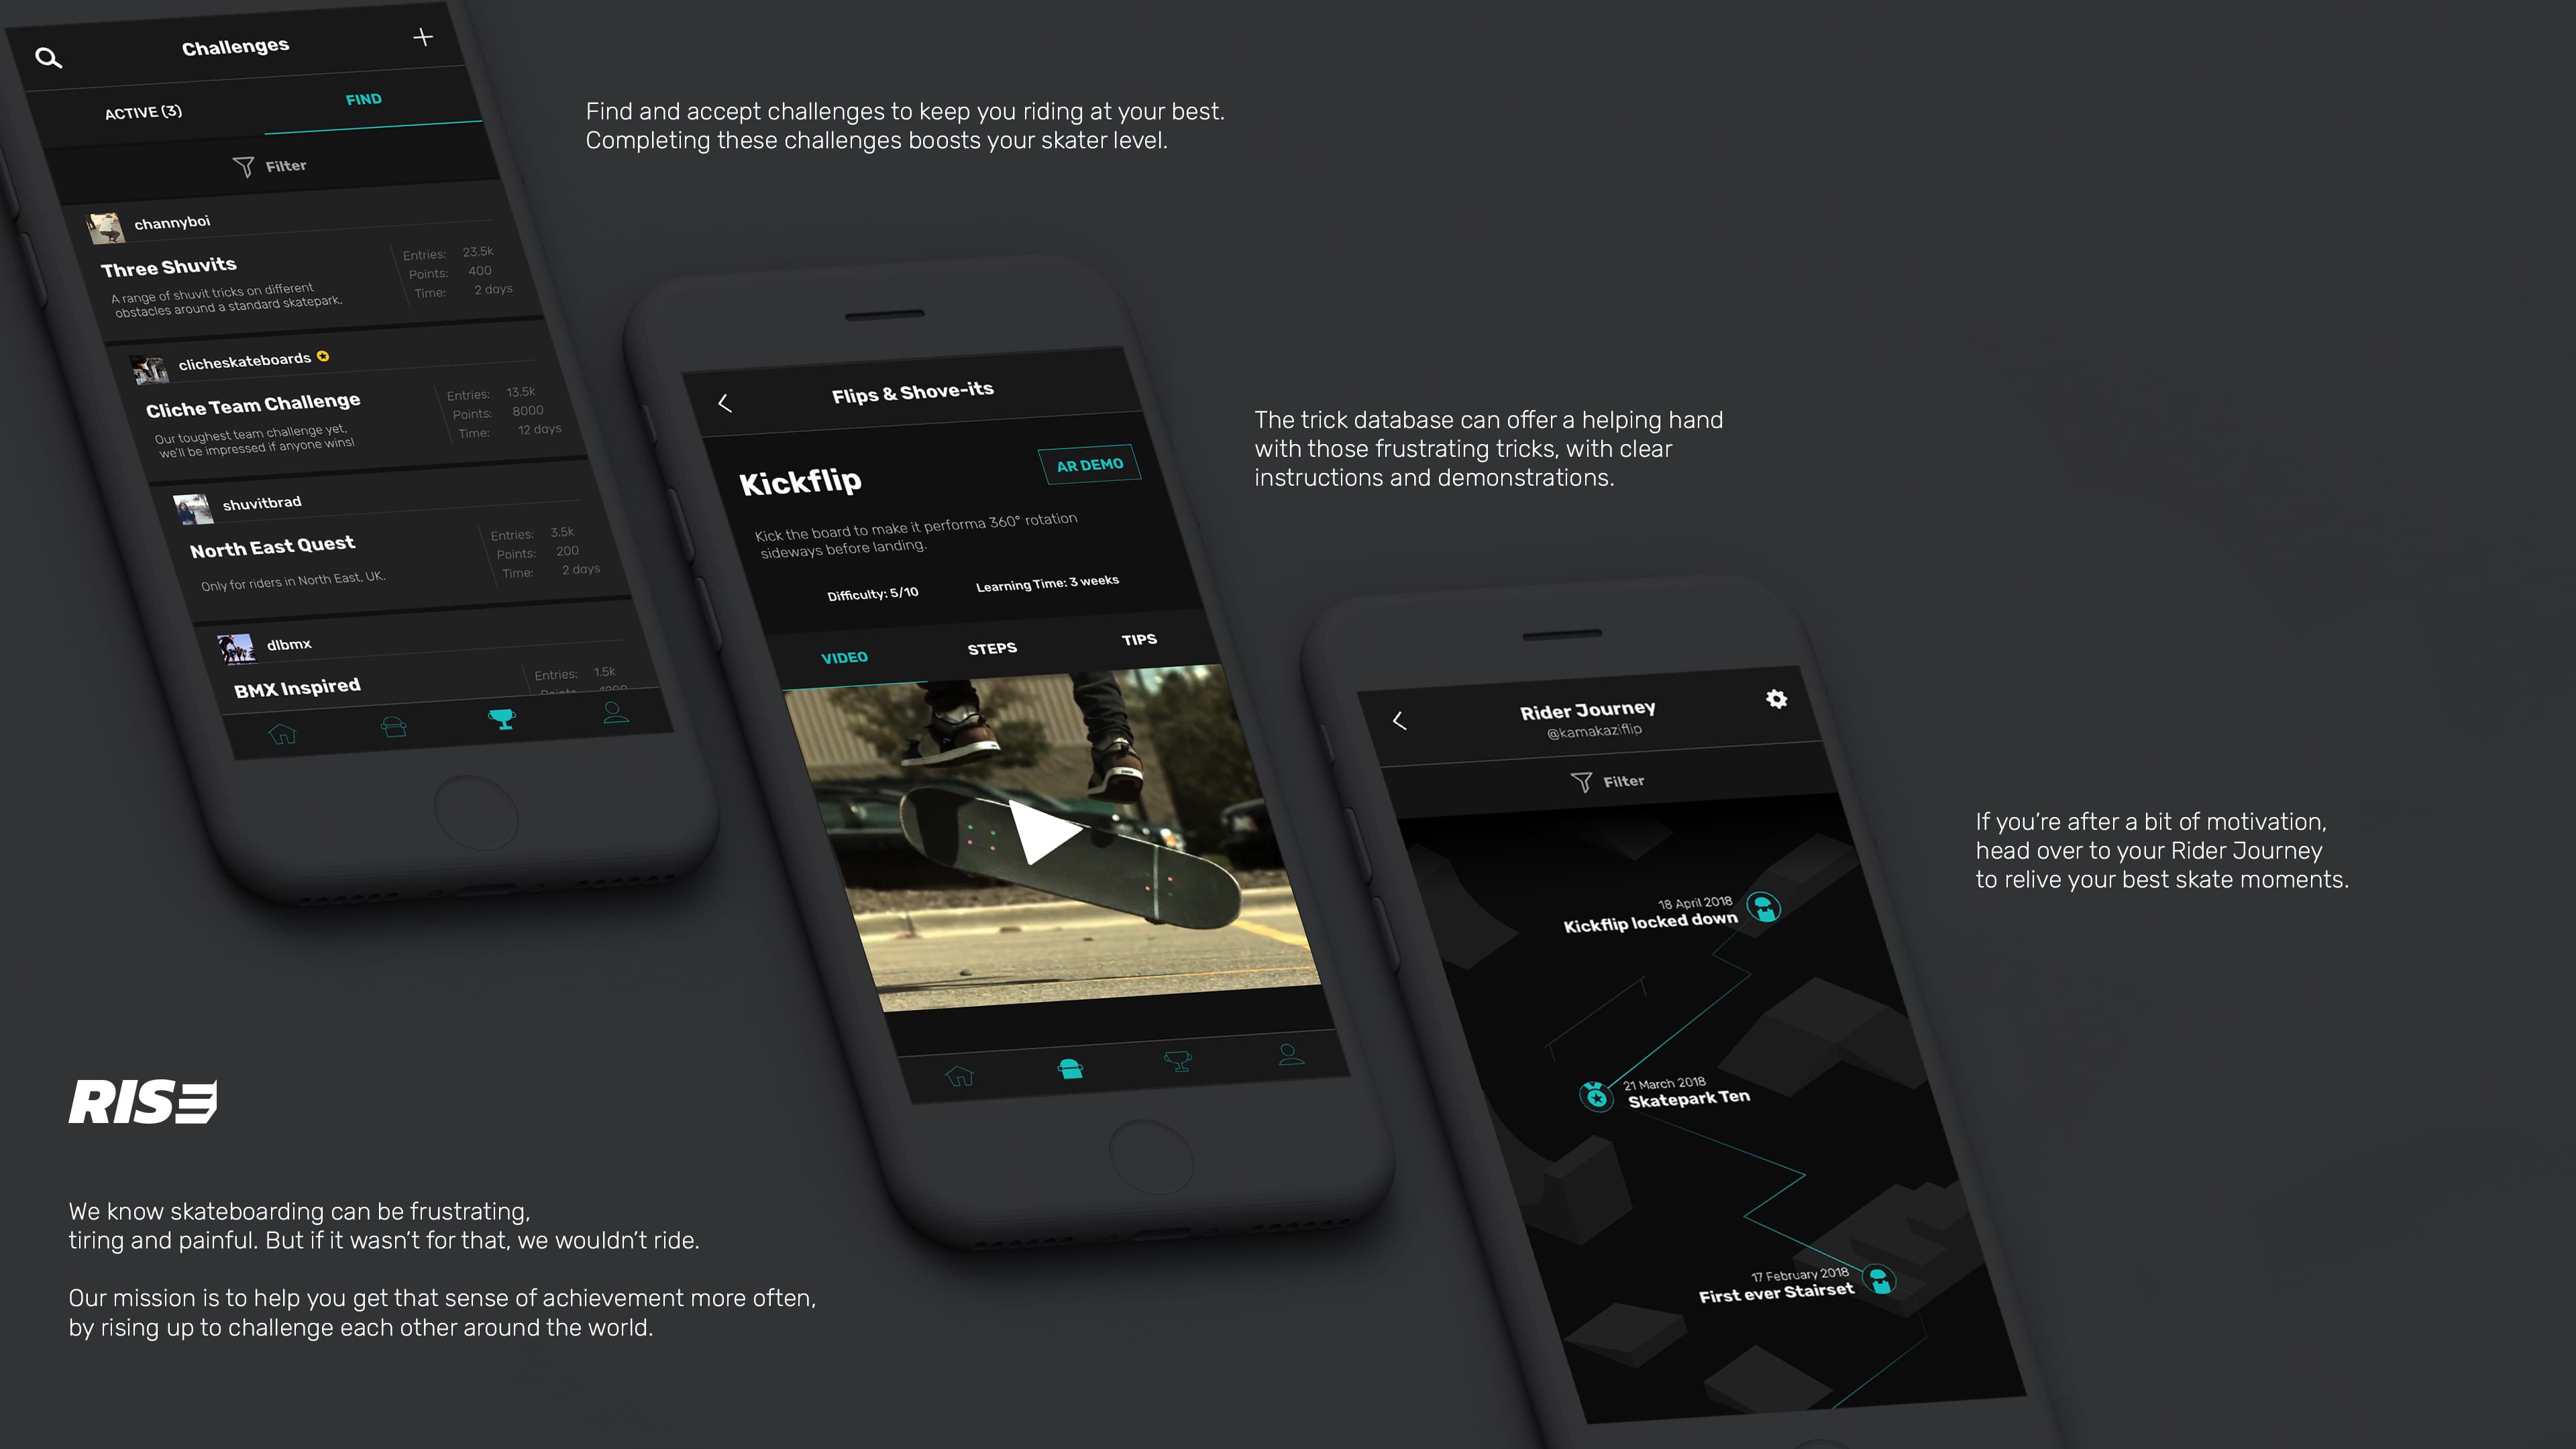 Challenges
ACTIVE (3)
FIND
Filter
channyboi
Three Shuvits
A range of shuvit tricks on different
obstacles around a standard skatepark.
Entries: 23.5k
Points: 400
Time: 2 days
clicheskateboards
Cliche Team Challenge
Our toughest team challenge yet,
we'll be impressed if anyone wins!
Entries: 13.5k
Points: 8000
Time: 12 days
shuvitbrad
North East Quest
Only for riders in North East, UK.
Entries: 3.5k
Points: 200
Time: 2 days
dlbmx
BMX Inspired
Entries: 1.5k
Find and accept challenges to keep you riding at your best.
Completing these challenges boosts your skater level.
Flips & Shove-its
Kickflip
AR DEMO
Kick the board to make it performa 360° rotation
sideways before landing.
Difficulty: 5/10
Learning Time: 3 weeks
VIDEO
STEPS
TIPS
The trick database can offer a helping hand
with those frustrating tricks, with clear
instructions and demonstrations.
Rider Journey
@kamakaziflip
Filter
18 April 2018
Kickflip locked down
21 March 2018
Skatepark Ten
17 February 2018
First ever Stairset
If you're after a bit of motivation,
head over to your Rider Journey
to relive your best skate moments.
RISE
We know skateboarding can be frustrating,
tiring and painful. But if it wasn't for that, we wouldn't ride.
Our mission is to help you get that sense of achievement more often,
by rising up to challenge each other around the world.